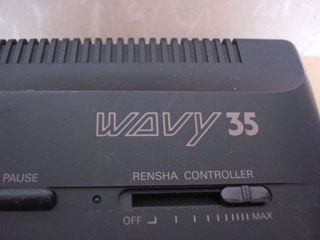 WAVY 35
PAUSE
RENSHA CONTROLLER
OFF
MAX